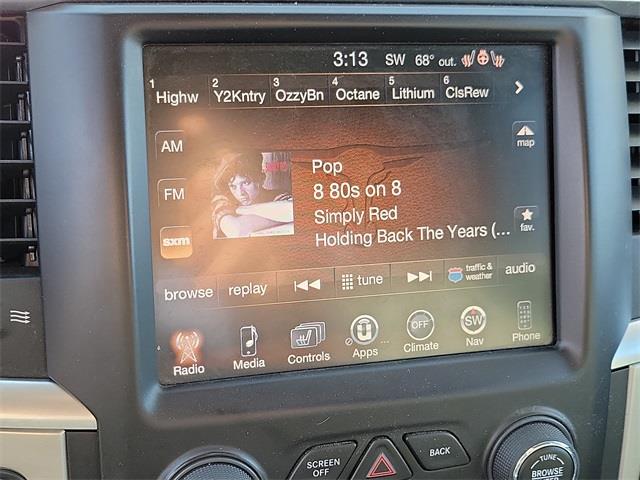 3:13 SW 68° out.
1 Highw 2 Y2Kntry 3 OzzyBn 4 Octane 5 Lithium 6 ClsRew
AM
map
Pop
FM
8 80s on 8
Simply Red
fav.
sxm
Holding Back The Years (...
browse replay tune traffic & weather audio
OFF SW
Radio Media Controls Apps ... Climate Nav Phone
SCREEN OFF
BACK
TUNE
BROWSE